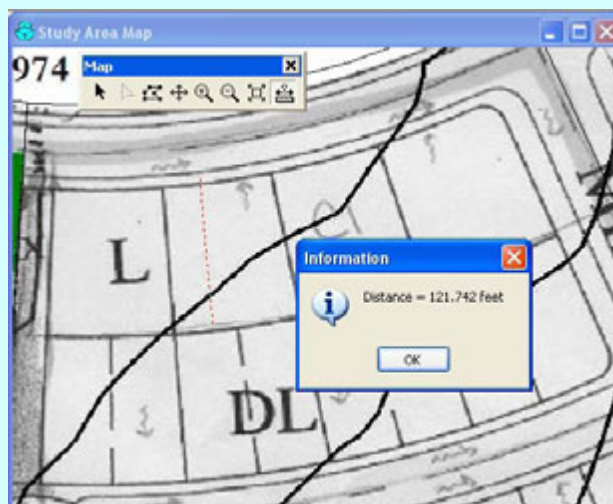 Study Area Map
974
Map
L
Information
Distance = 121.742 feet
OK
DL